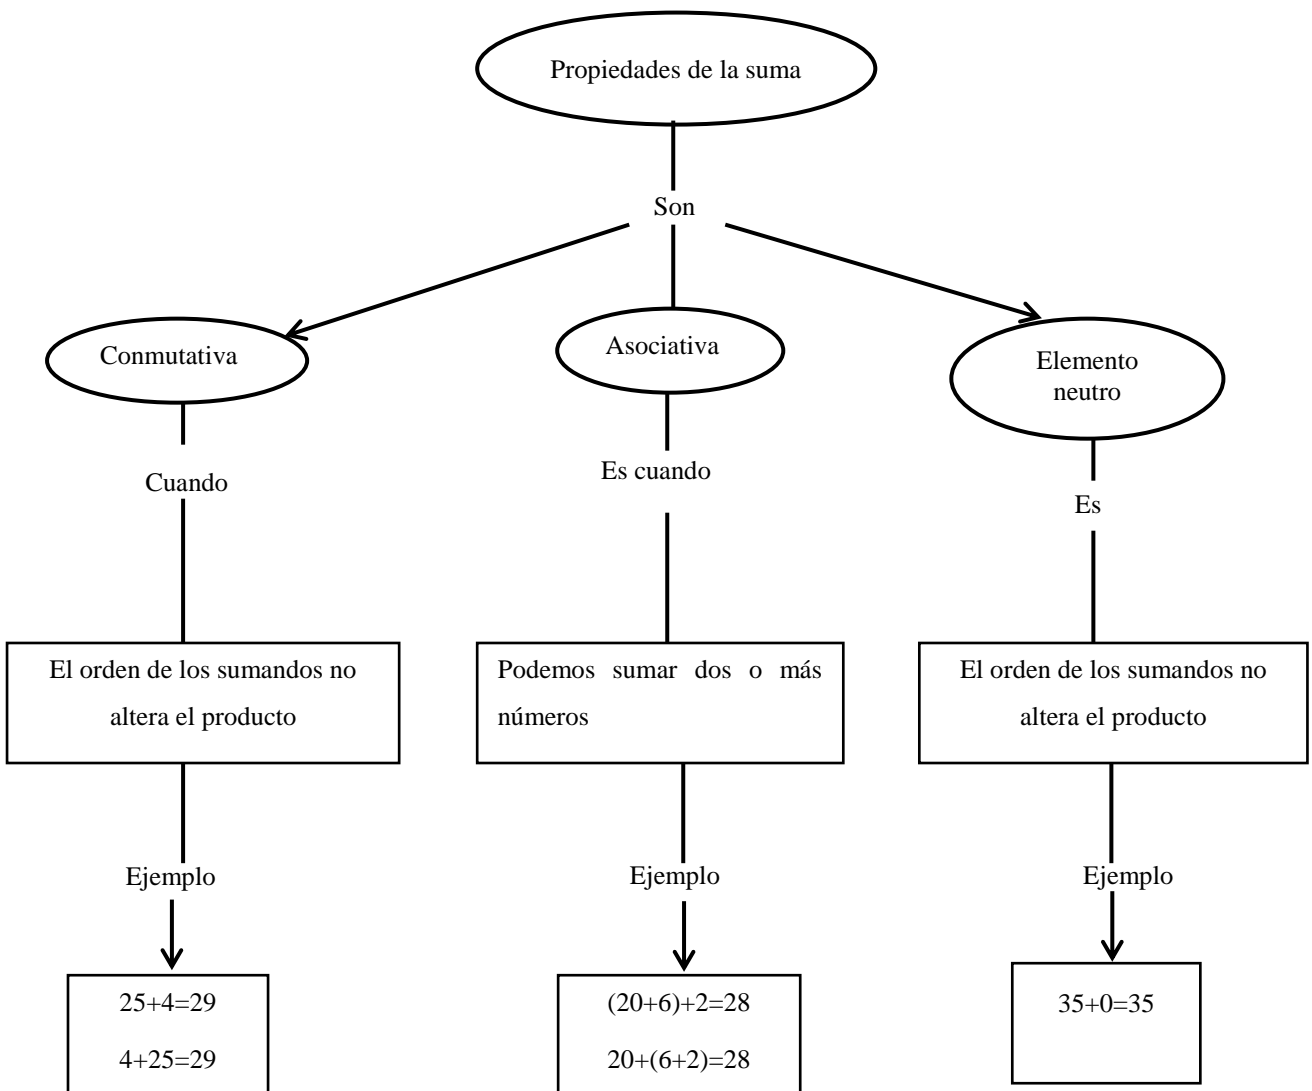 Propiedades de la suma
Son
Conmutativa
Asociativa
Elemento
neutro
Cuando
Es cuando
Es
El orden de los sumandos no
altera el producto
Podemos sumar dos o más
números
El orden de los sumandos no
altera el producto
Ejemplo
Ejemplo
Ejemplo
25+4=29
4+25=29
(20+6)+2=28
20+(6+2)=28
35+0=35